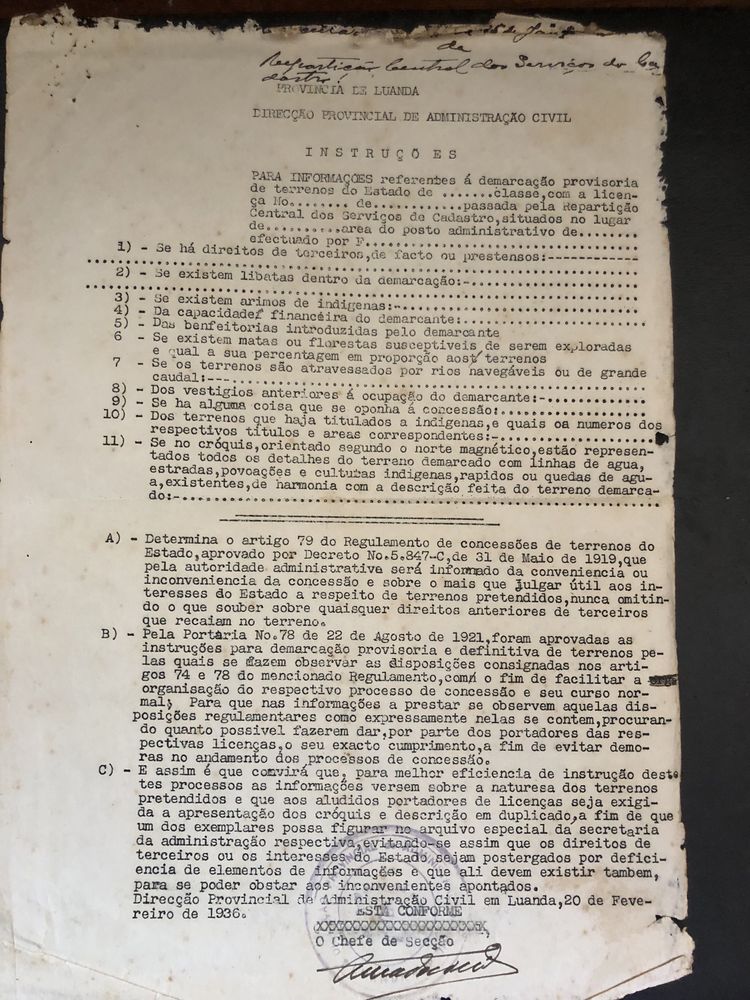 da
Repartição Central dos Serviços do Ca-
dastro!
PROVINCIA DE LUANDA
DIRECÇÃO PROVINCIAL DE ADMINISTRAÇÃO CIVIL
I N S T R U Ç Õ E S
PARA INFORMAÇÕES referentes á demarcação provisoria
de terrenos do Estado de .......classe,com a licen-
ça No........ de............passada pela Repartição
Central dos Serviços de Cadastro,situados no lugar
de..........area do posto administrativo de........
efectuado por F....................................
1) - Se há direitos de terceiros,de facto ou prestensos:------------
2) - Se existem libatas dentro da demarcação:-......................
3) - Se existem arimos de indigenas:-...............................
4) - Da capacidade financeira do demarcante:........................
5) - Das benfeitorias introduzidas pelo demarcante
6 - Se existem matas ou florestas susceptiveis de serem exploradas
e qual a sua percentagem em proporção aos terrenos
7 - Se os terrenos são atravessados por rios navegáveis ou de grande
caudal:---..................................................
8) - Dos vestigios anteriores á ocupação do demarcante:-............
9) - Se ha alguma coisa que se oponha á concessão:..................
10) - Dos terrenos que haja titulados a indigenas,e quais os numeros dos
respectivos titulos e areas correspondentes:-....................
11) - Se no cróquis,orientado segundo o norte magnético,estão represen-
tados todos os detalhes do terreno demarcado com linhas de agua,
estradas,povoações e culturas indigenas,rapidos ou quedas de agu-
a,existentes,de harmonia com a descrição feita do terreno demarca-
do:-............................................................
A) - Determina o artigo 79 do Regulamento de concessões de terrenos do
Estado,aprovado por Decreto No.5.847-C,de 31 de Maio de 1919,que
pela autoridade administrativa será informado da conveniencia ou
inconveniencia da concessão e sobre o mais que julgar útil aos in-
teresses do Estado a respeito de terrenos pretendidos,nunca omitin-
do o que souber sobre quaisquer direitos anteriores de terceiros
que recaiam no terreno.
B) - Pela Portaria No.78 de 22 de Agosto de 1921,foram aprovadas as
instruções para demarcação provisoria e definitiva de terrenos pe-
las quais se fazem observar as disposições consignadas nos arti-
gos 74 e 78 do mencionado Regulamento,com o fim de facilitar a
organisação do respectivo processo de concessão e seu curso nor-
mal; Para que nas informações a prestar se observem aquelas dis-
posições regulamentares como expressamente nelas se contem,procuran-
do quanto possivel fazerem dar,por parte dos portadores das res-
pectivas licenças,o seu exacto cumprimento,a fim de evitar demo-
ras no andamento dos processos de concessão.
C) - E assim é que convirá que, para melhor eficiencia de instrução deste
tes processos as informações versem sobre a naturesa dos terrenos
pretendidos e que aos aludidos portadores de licenças seja exigi-
da a apresentação dos cróquis e descrição em duplicado,a fim de que
um dos exemplares possa figurar no arquivo especial da secretaria
da administração respectiva,evitando-se assim que os direitos de
terceiros ou os interesses do Estado sejam postergados por defici-
encia de elementos de informações e que ali devem existir tambem,
para se poder obstar aos inconvenientes apontados.
Direcção Provincial de Administração Civil em Luanda,20 de Feve-
reiro de 1936.
ESTÁ CONFORME
XXXXXXXXXXXXXXXXXXXXXX,
O Chefe de Secção